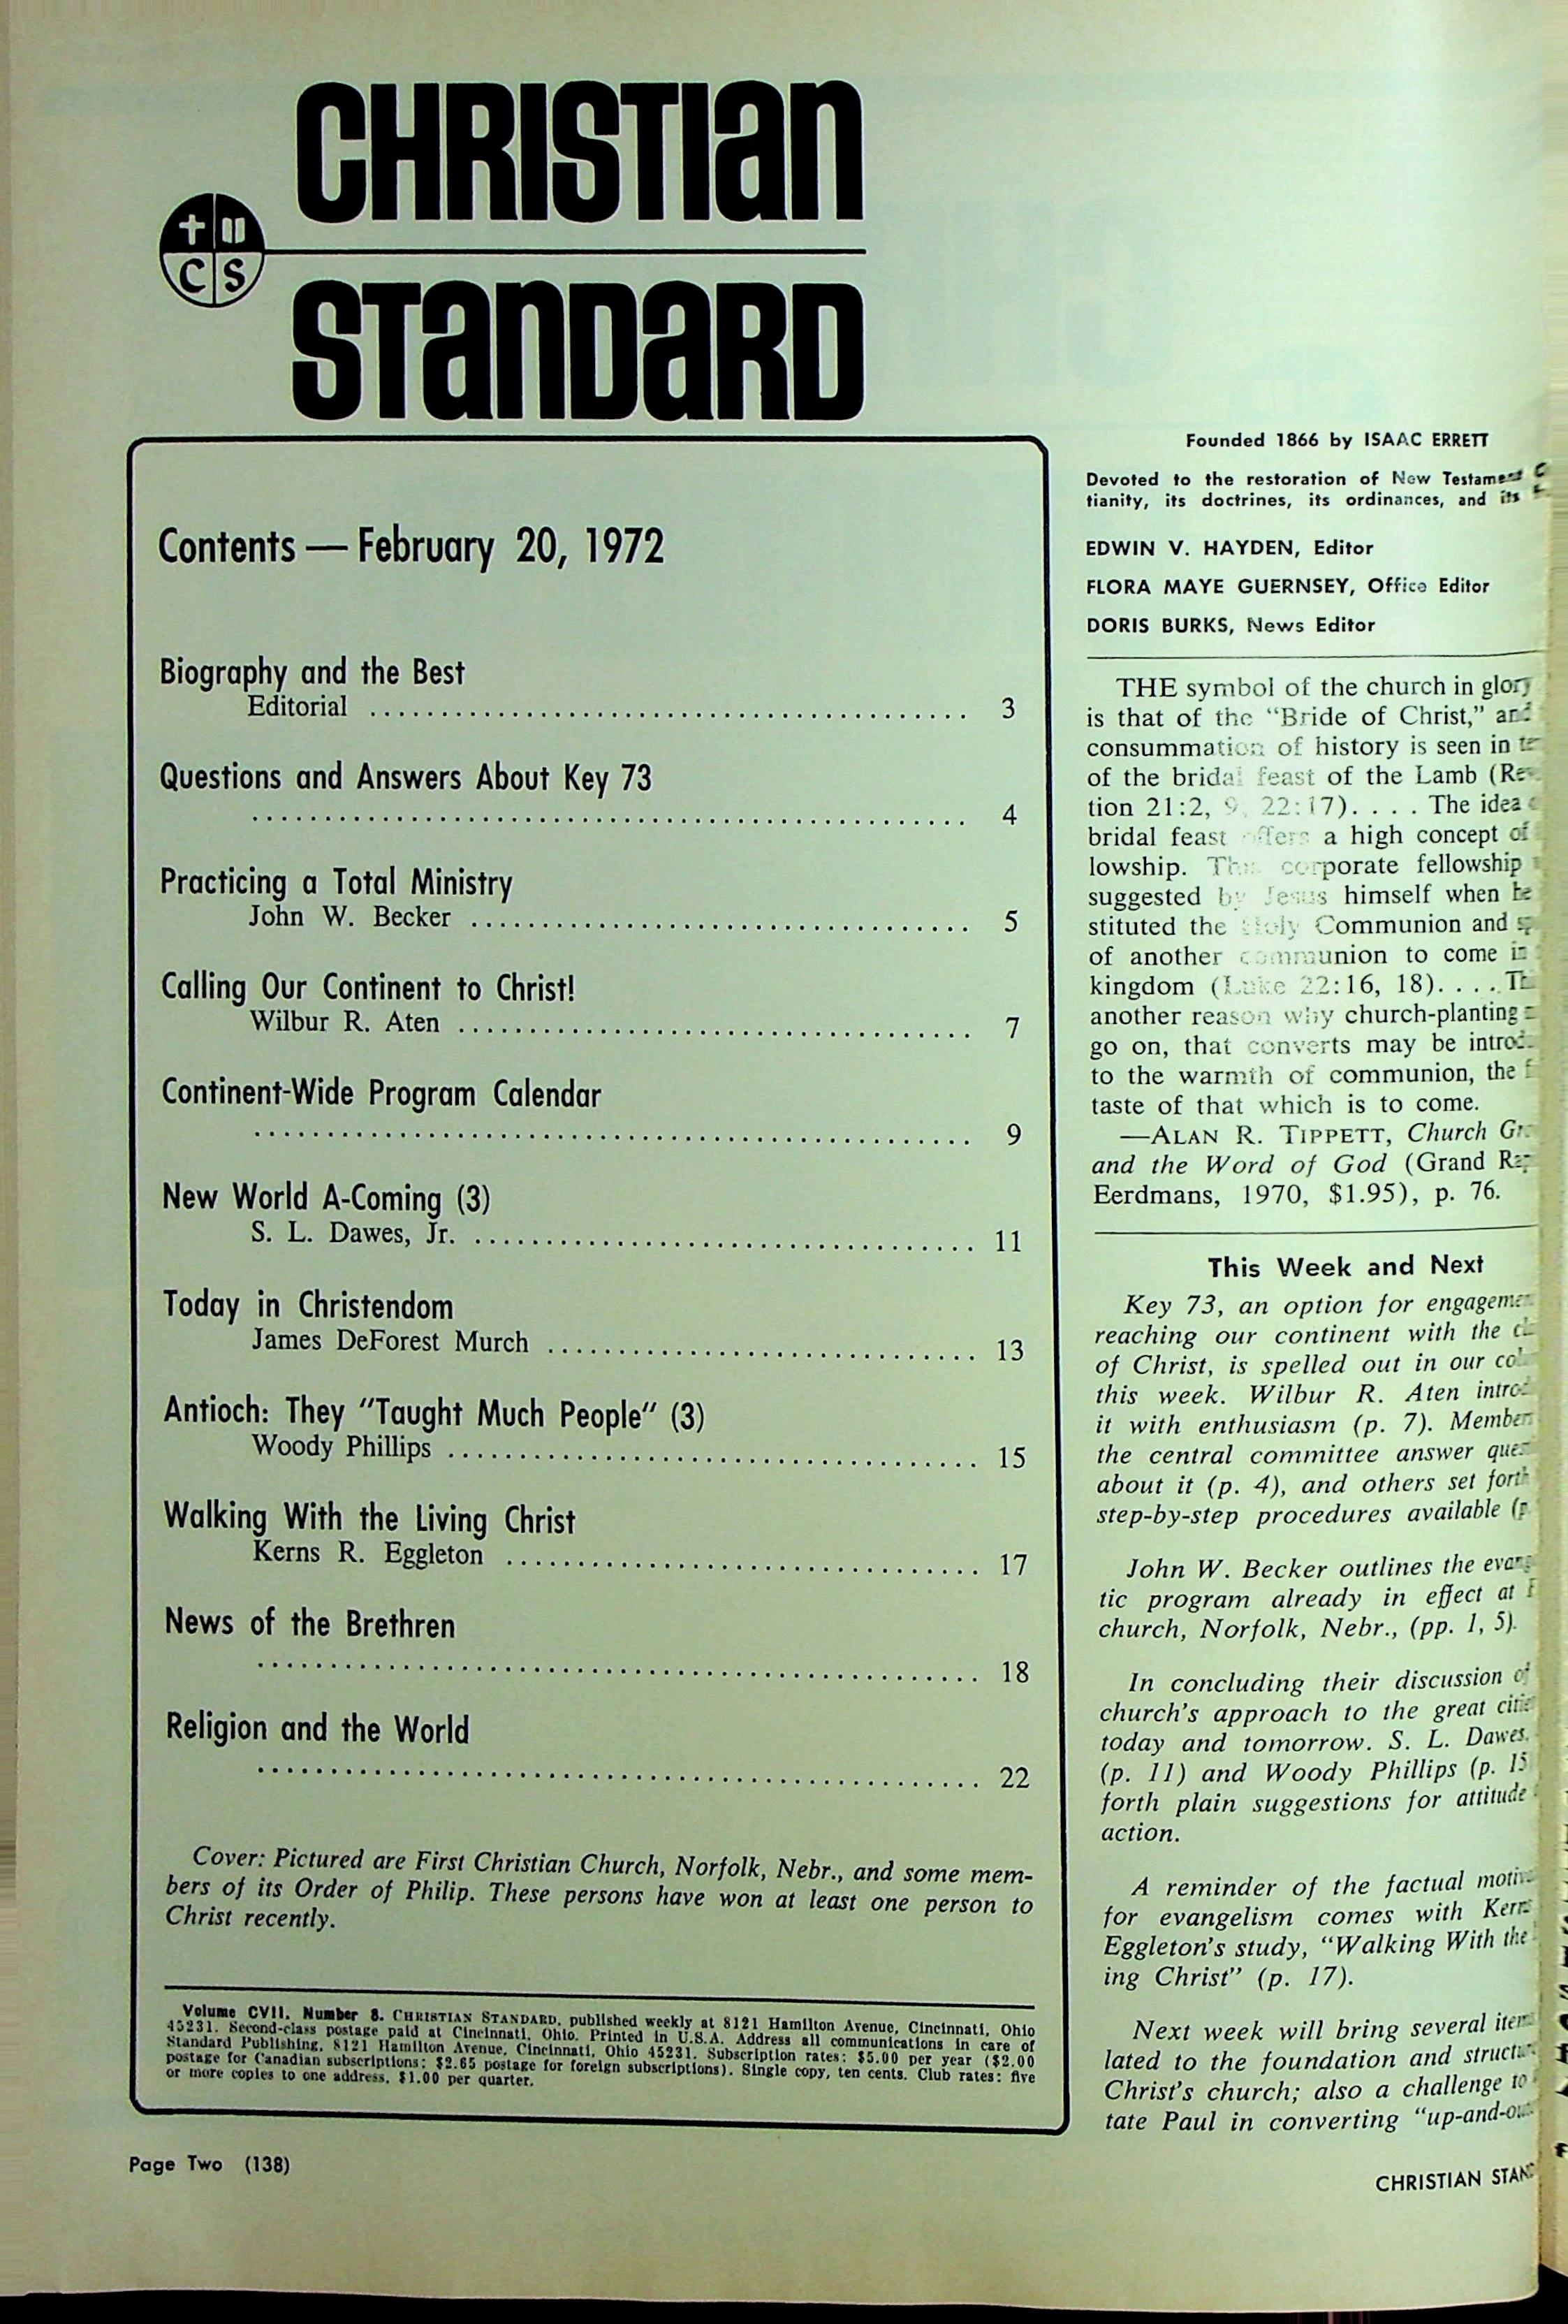 CHRISTIAN
C S
STANDARD
Contents — February 20, 1972
Biography and the Best
Editorial ........................................ 3
Questions and Answers About Key 73
........................................ 4
Practicing a Total Ministry
John W. Becker ........................................ 5
Calling Our Continent to Christ!
Wilbur R. Aten ........................................ 7
Continent-Wide Program Calendar
........................................ 9
New World A-Coming (3)
S. L. Dawes, Jr. ........................................ 11
Today in Christendom
James DeForest Murch ........................................ 13
Antioch: They "Taught Much People" (3)
Woody Phillips ........................................ 15
Walking With the Living Christ
Kerns R. Eggleton ........................................ 17
News of the Brethren
........................................ 18
Religion and the World
........................................ 22
Cover: Pictured are First Christian Church, Norfolk, Nebr., and some mem-
bers of its Order of Philip. These persons have won at least one person to
Christ recently.
Volume CVII, Number 8. CHRISTIAN STANDARD, published weekly at 8121 Hamilton Avenue, Cincinnati, Ohio
45231. Second-class postage paid at Cincinnati, Ohio. Printed in U.S.A. Address all communications in care of
Standard Publishing, 8121 Hamilton Avenue, Cincinnati, Ohio 45231. Subscription rates: $5.00 per year ($2.00
postage for Canadian subscriptions; $2.65 postage for foreign subscriptions). Single copy, ten cents. Club rates: five
or more copies to one address, $1.00 per quarter.
Page Two (138)
Founded 1866 by ISAAC ERRETT
Devoted to the restoration of New Testament
tianity, its doctrines, its ordinances, and its
EDWIN V. HAYDEN, Editor
FLORA MAYE GUERNSEY, Office Editor
DORIS BURKS, News Editor
THE symbol of the church in glory
is that of the “Bride of Christ,” and
consummation of history is seen in
of the bridal feast of the Lamb
tion 21:2, 9, 22:17). . . . The idea
bridal feast offers a high concept of
lowship. This corporate fellowship
suggested by Jesus himself when he
stituted the Holy Communion and
of another communion to come in
kingdom (Luke 22:16, 18). . . .
another reason why church-planting
go on, that converts may be
to the warmth of communion, the
taste of that which is to come.
—ALAN R. TIPPETT, Church
and the Word of God (Grand
Eerdmans, 1970, $1.95), p. 76.
This Week and Next
Key 73, an option for
reaching our continent with the
of Christ, is spelled out in our
this week. Wilbur R. Aten
it with enthusiasm (p. 7).
the central committee answer
about it (p. 4), and others set forth
step-by-step procedures available
John W. Becker outlines the
tic program already in effect at
church, Norfolk, Nebr., (pp. 1, 5).
In concluding their discussion of
church's approach to the great
today and tomorrow. S. L. Dawes,
(p. 11) and Woody Phillips (p. 15
forth plain suggestions for attitude
action.
A reminder of the factual
for evangelism comes with
Eggleton's study, “Walking With the
ing Christ” (p. 17).
Next week will bring several
lated to the foundation and
Christ's church; also a challenge to
tate Paul in converting
CHRISTIAN